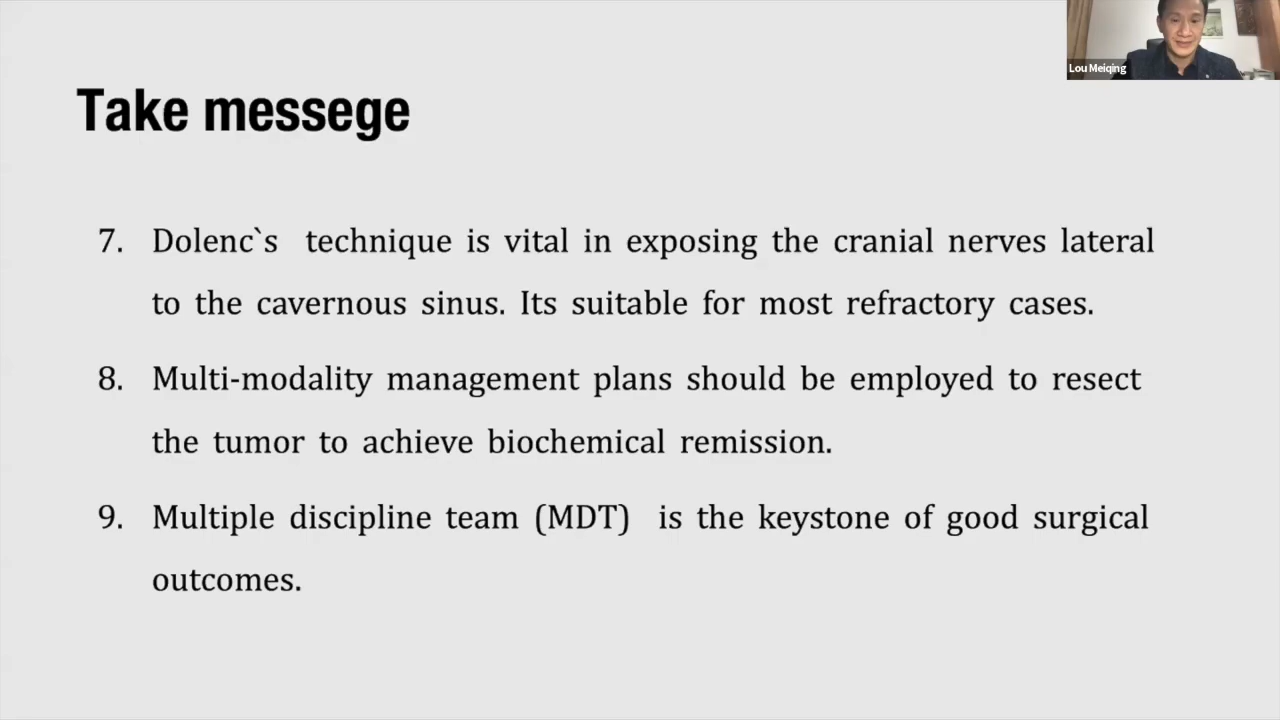 Lou Meiqing
Take messege
7. Dolenc`s technique is vital in exposing the cranial nerves lateral
to the cavernous sinus. Its suitable for most refractory cases.
8. Multi-modality management plans should be employed to resect
the tumor to achieve biochemical remission.
9. Multiple discipline team (MDT) is the keystone of good surgical
outcomes.